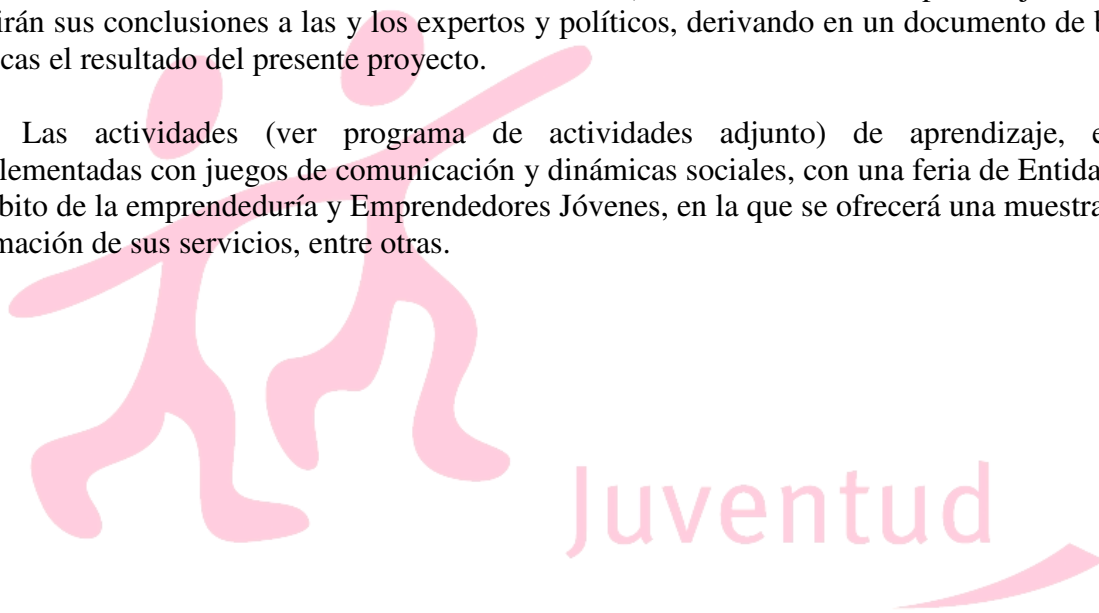 irán sus conclusiones a las y los expertos y políticos, derivando en un documento de b
cas el resultado del presente proyecto.
Las actividades (ver programa de actividades adjunto) de aprendizaje, e
lementadas con juegos de comunicación y dinámicas sociales, con una feria de Entida
bito de la emprendeduría y Emprendedores Jóvenes, en la que se ofrecerá una muestra
mación de sus servicios, entre otras.
Juventud